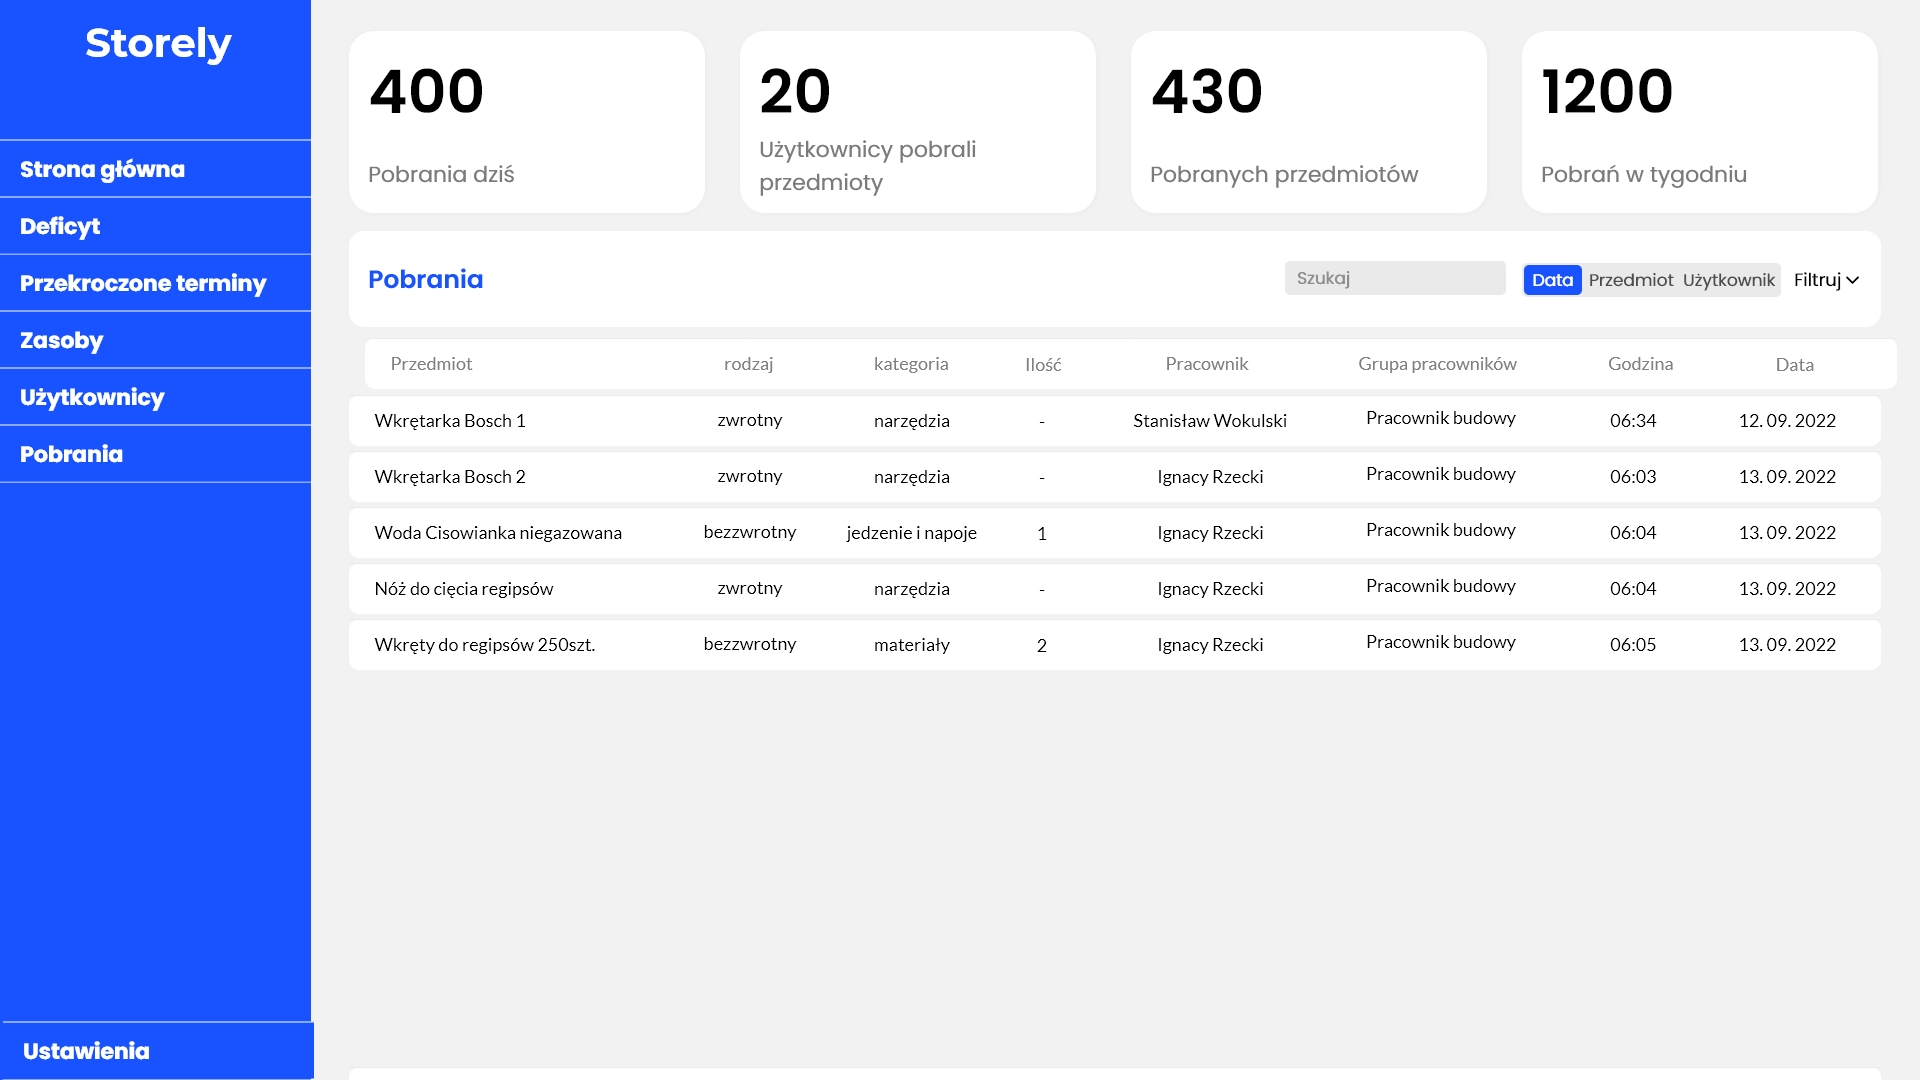 Storely
Strona główna
Deficyt
Przekroczone terminy
Zasoby
Użytkownicy
Pobrania
Ustawienia
400
Pobrania dziś
20
Użytkownicy pobrali
przedmioty
430
Pobranych przedmiotów
1200
Pobrań w tygodniu
Pobrania
Szukaj
Data Przedmiot Użytkownik Filtruj
Przedmiot rodzaj kategoria Ilość Pracownik Grupa pracowników Godzina Data
Wkrętarka Bosch 1 zwrotny narzędzia - Stanisław Wokulski Pracownik budowy 06:34 12. 09. 2022
Wkrętarka Bosch 2 zwrotny narzędzia - Ignacy Rzecki Pracownik budowy 06:03 13. 09. 2022
Woda Cisowianka niegazowana bezzwrotny jedzenie i napoje 1 Ignacy Rzecki Pracownik budowy 06:04 13. 09. 2022
Nóż do cięcia regipsów zwrotny narzędzia - Ignacy Rzecki Pracownik budowy 06:04 13. 09. 2022
Wkręty do regipsów 250szt. bezzwrotny materiały 2 Ignacy Rzecki Pracownik budowy 06:05 13. 09. 2022